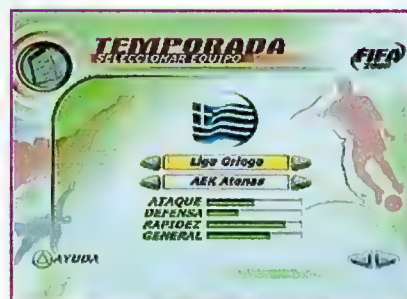 TEMPORADA
SELECCIONAR EQUIPO
FIFA
Liga Griega
AEK Atenas
ATAQUE
DEFENSA
RAPIDEZ
GENERAL
AYUDA